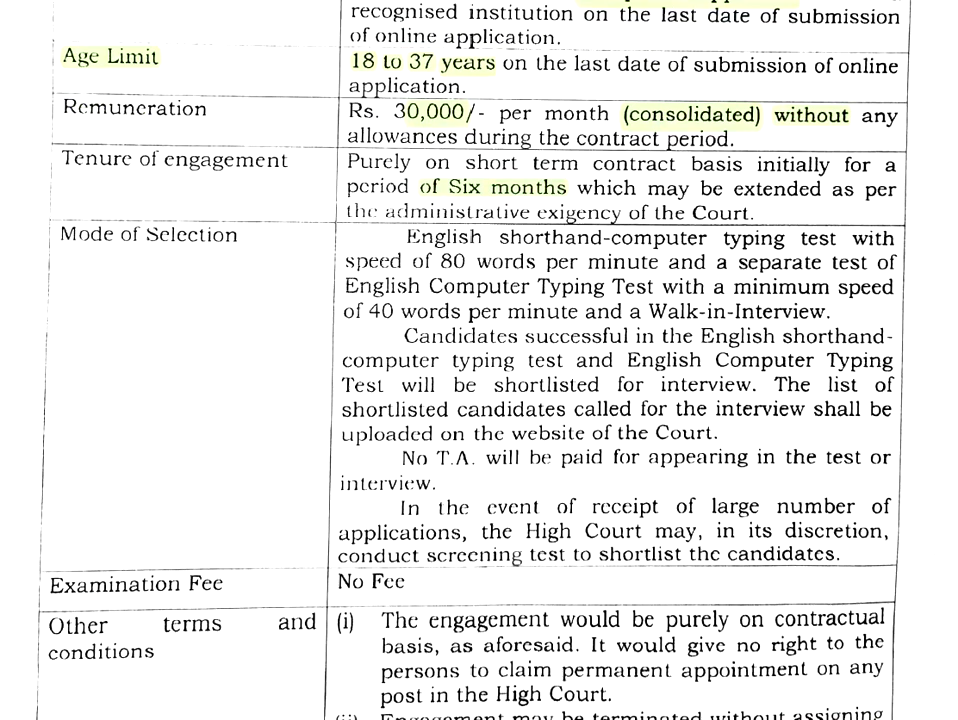 recognised institution on the last date of submission
of online application.
Age Limit
18 to 37 years on the last date of submission of online
application.
Remuneration
Rs. 30,000/- per month (consolidated) without any
allowances during the contract period.
Tenure of engagement
Purely on short term contract basis initially for a
period of Six months which may be extended as per
the administrative exigency of the Court.
Mode of Selection
English shorthand-computer typing test with
speed of 80 words per minute and a separate test of
English Computer Typing Test with a minimum speed
of 40 words per minute and a Walk-in-Interview.
Candidates successful in the English shorthand-
computer typing test and English Computer Typing
Test will be shortlisted for interview. The list of
shortlisted candidates called for the interview shall be
uploaded on the website of the Court.
No T.A. will be paid for appearing in the test or
interview.
In the event of receipt of large number of
applications, the High Court may, in its discretion,
conduct screening test to shortlist the candidates.
Examination Fee
No Fee
Other terms and
conditions
(i) The engagement would be purely on contractual
basis, as aforesaid. It would give no right to the
persons to claim permanent appointment on any
post in the High Court.
(ii) Engagement may be terminated without assigning